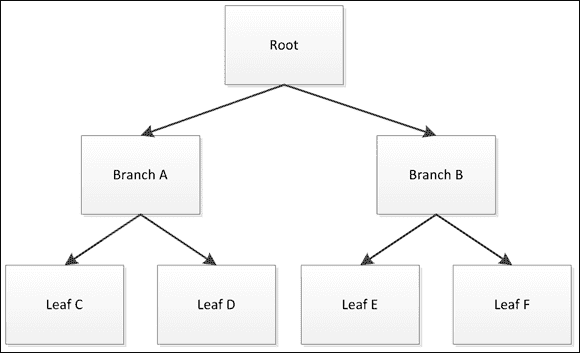 Root
Branch A
Branch B
Leaf C
Leaf D
Leaf E
Leaf F